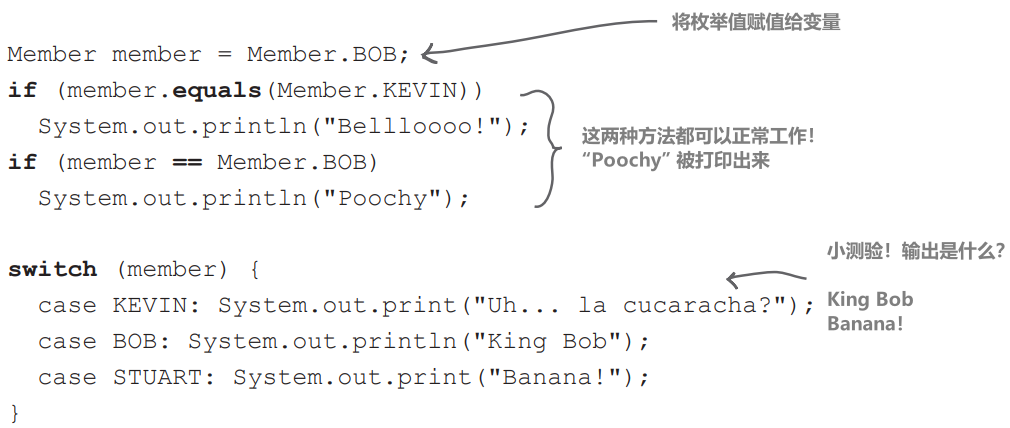 将枚举值赋值给变量
Member member = Member.BOB;
if (member.equals(Member.KEVIN))
System.out.println("Bellloooo!");
if (member == Member.BOB)
System.out.println("Poochy");
这两种方法都可以正常工作！
“Poochy” 被打印出来
switch (member) {
case KEVIN: System.out.print("Uh... la cucaracha?");
case BOB: System.out.println("King Bob");
case STUART: System.out.print("Banana!");
}
小测验！输出是什么？
King Bob
Banana!